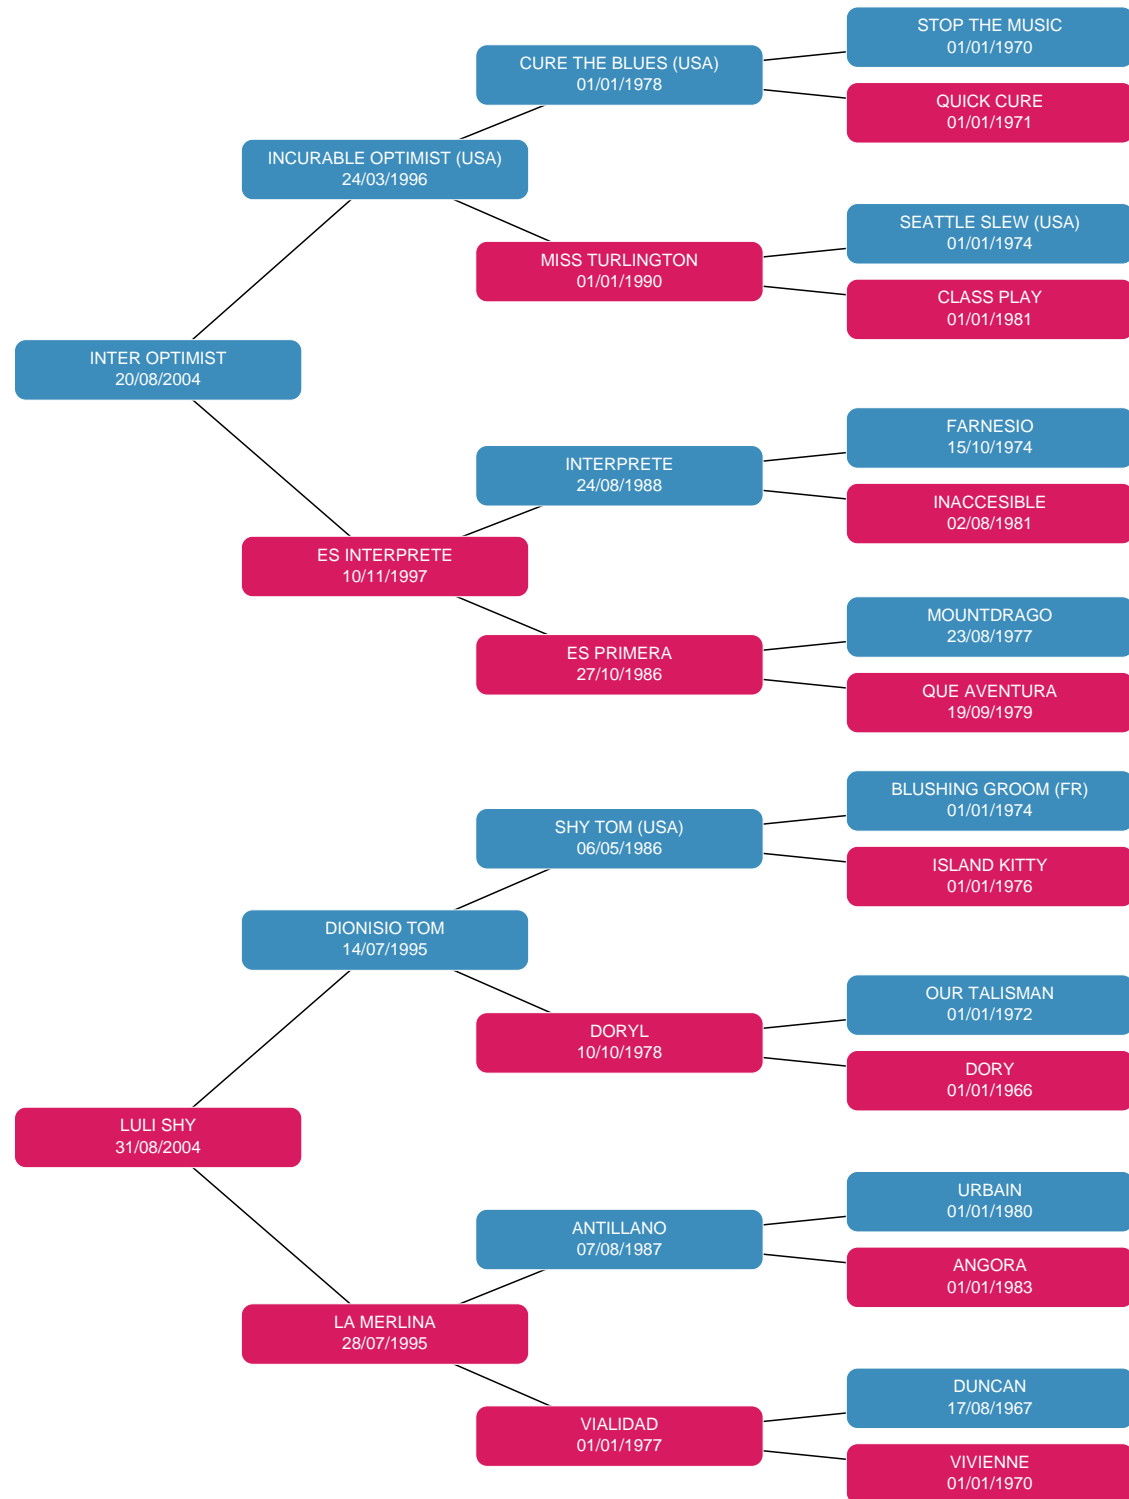 STOP THE MUSIC
01/01/1970
CURE THE BLUES (USA)
01/01/1978
QUICK CURE
01/01/1971
INCURABLE OPTIMIST (USA)
24/03/1996
SEATTLE SLEW (USA)
01/01/1974
MISS TURLINGTON
01/01/1990
CLASS PLAY
01/01/1981
INTER OPTIMIST
20/08/2004
FARNESIO
15/10/1974
INTERPRETE
24/08/1988
INACCESIBLE
02/08/1981
ES INTERPRETE
10/11/1997
MOUNTDRAGO
23/08/1977
ES PRIMERA
27/10/1986
QUE AVENTURA
19/09/1979
BLUSHING GROOM (FR)
01/01/1974
SHY TOM (USA)
06/05/1986
ISLAND KITTY
01/01/1976
DIONISIO TOM
14/07/1995
OUR TALISMAN
01/01/1972
DORYL
10/10/1978
DORY
01/01/1966
LULI SHY
31/08/2004
URBAIN
01/01/1980
ANTILLANO
07/08/1987
ANGORA
01/01/1983
LA MERLINA
28/07/1995
DUNCAN
17/08/1967
VIALIDAD
01/01/1977
VIVIENNE
01/01/1970